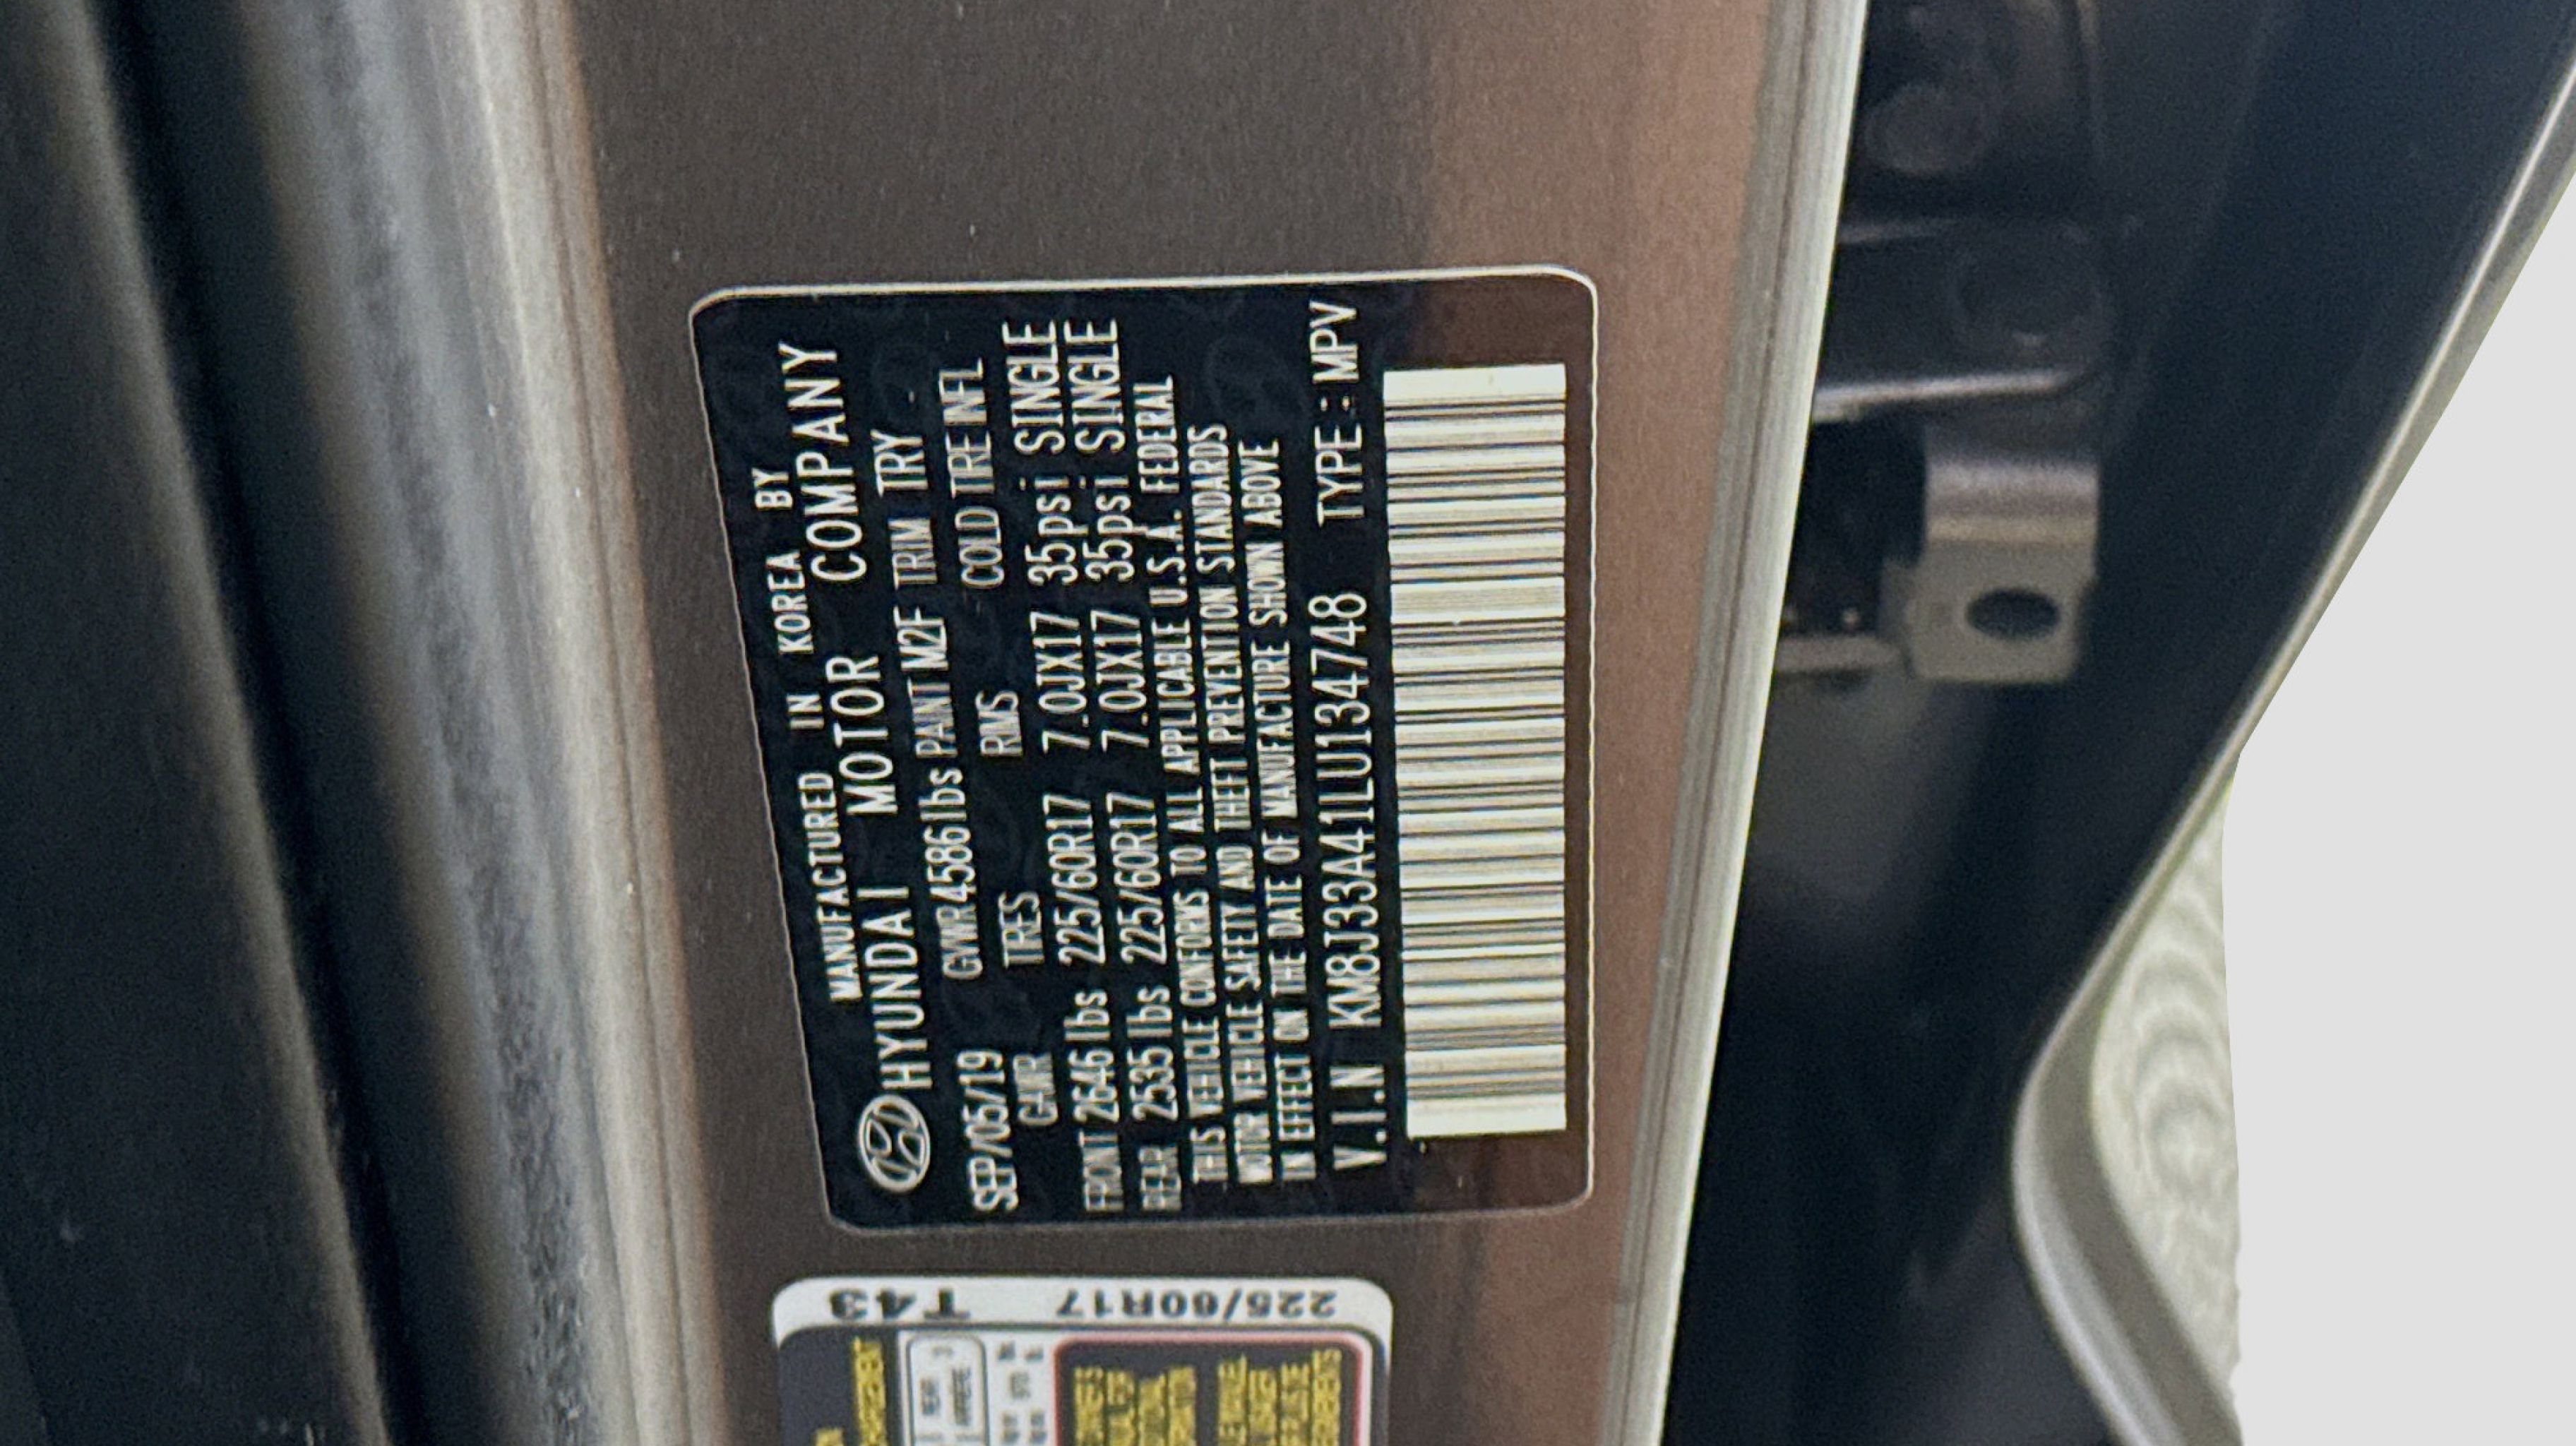 MANUFACTURED IN KOREA BY
HYUNDAI MOTOR COMPANY
SEP/05/19 GVWR 4586lbs PAINT M2F TRIM TRY
GAWR TIRES RIMS COLD TIRE INFL
FRONT 2646lbs 225/60R17 7.0JX17 35psi SINGLE
REAR 2535lbs 225/60R17 7.0JX17 35psi SINGLE
THIS VEHICLE CONFORMS TO ALL APPLICABLE U.S.A. FEDERAL
MOTOR VEHICLE SAFETY AND THEFT PREVENTION STANDARDS
IN EFFECT ON THE DATE OF MANUFACTURE SHOWN ABOVE
V.I.N KM8J33A41LU134748 TYPE:MPV
225/60R17 T43